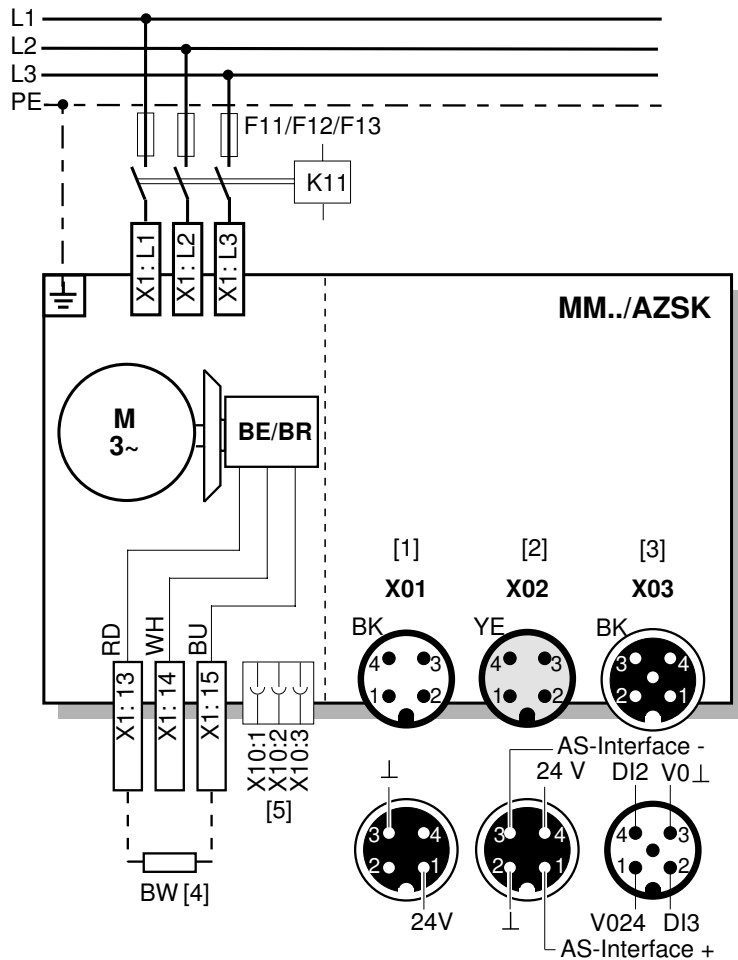 L1
L2
L3
PE
F11/F12/F13
K11
X1: L1
X1: L2
X1: L3
MM../AZSK
M
3~
BE/BR
[1]
[2]
[3]
X01
X02
X03
RD
WH
BU
BK
YE
BK
4 3
4 3
3 4
1 2
1 2
2 1
X1: 13
X1: 14
X1: 15
X10:1
X10:2
X10:3
[5]
AS-Interface -
⊥
24 V
DI2
V0⊥
3 4
3 4
4 3
2 1
2 1
1 2
BW [4]
24V
⊥
V024
DI3
AS-Interface +